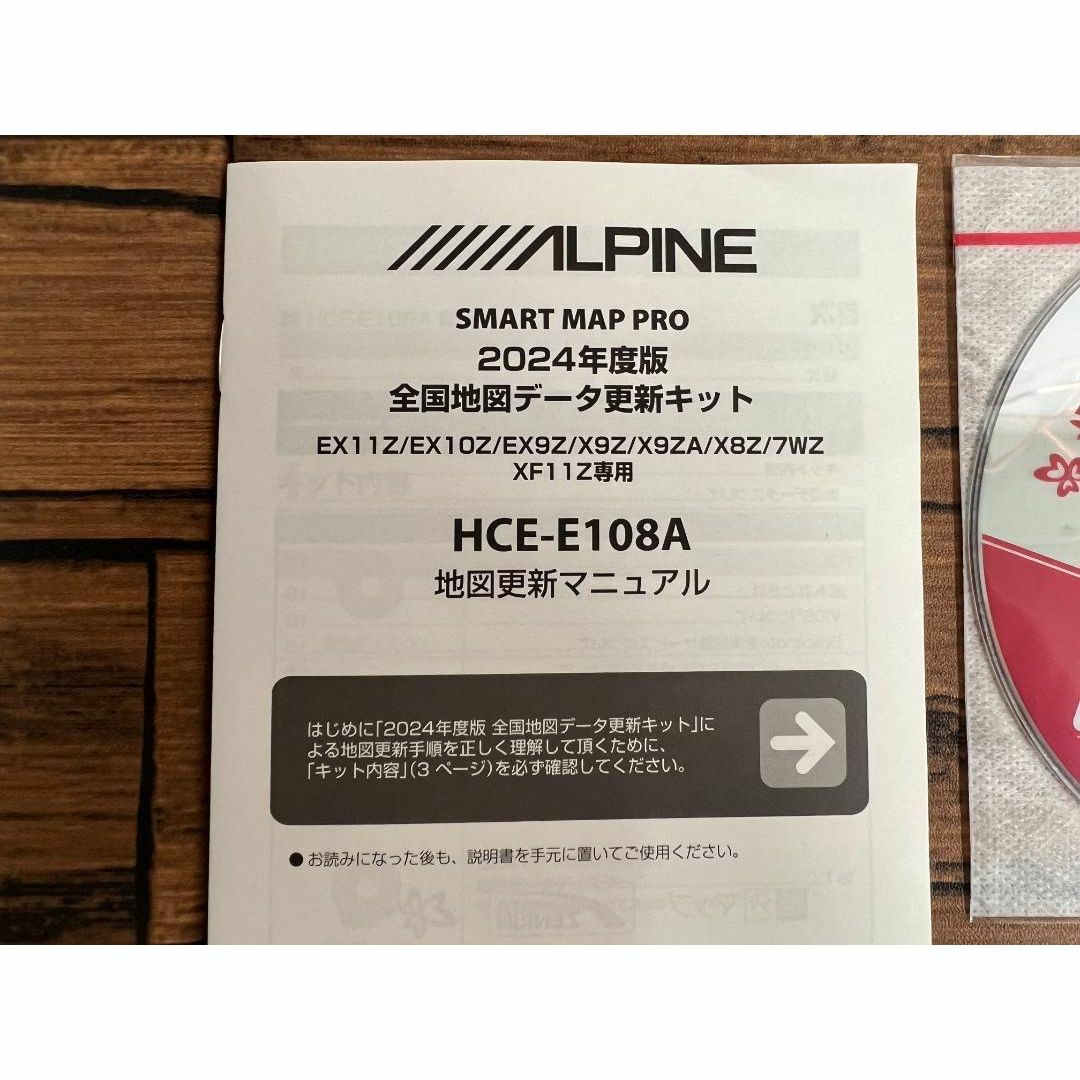 ALPINE
SMART MAP PRO
2024年度版
全国地図データ更新キット
EX11Z/EX10Z/EX9Z/X9Z/X9ZA/X8Z/7WZ
XF11Z専用
HCE-E108A
地図更新マニュアル
はじめに「2024年度版 全国地図データ更新キット」に
よる地図更新手順を正しく理解して頂くために、
「キット内容」(3 ページ)を必ず確認してください。
● お読みになった後も、説明書を手元に置いてご使用ください。